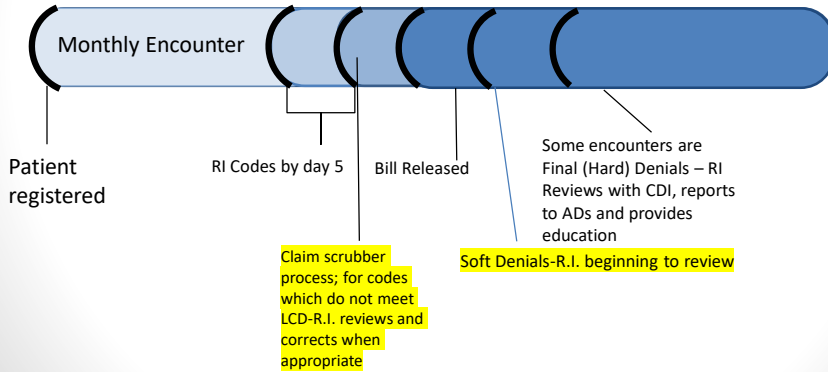 Monthly Encounter
Patient
registered
RI Codes by day 5
Bill Released
Some encounters are
Final (Hard) Denials – RI
Reviews with CDI, reports
to ADs and provides
education
Claim scrubber
process; for codes
which do not meet
LCD-R.I. reviews and
corrects when
appropriate
Soft Denials-R.I. beginning to review